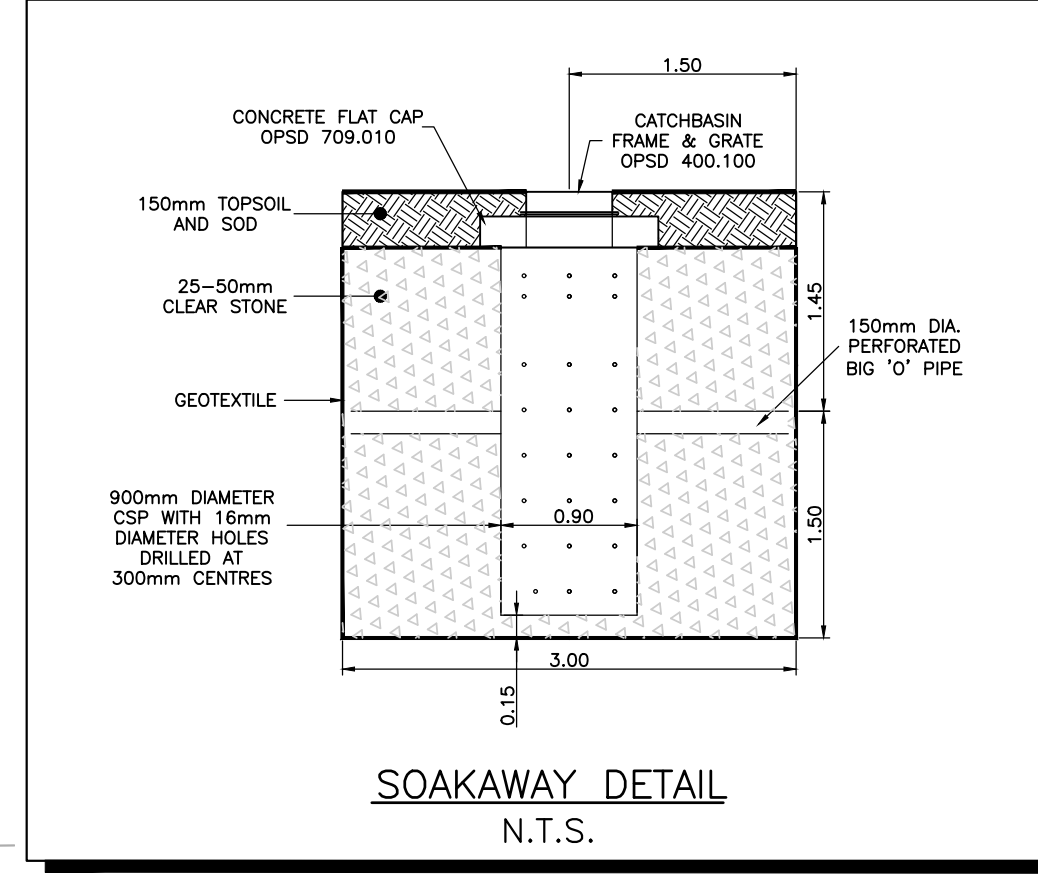 1.50
CONCRETE FLAT CAP
OPSD 709.010
CATCHBASIN
FRAME & GRATE
OPSD 400.100
150mm TOPSOIL
AND SOD
25-50mm
CLEAR STONE
1.45
150mm DIA.
PERFORATED
BIG 'O' PIPE
GEOTEXTILE
900mm DIAMETER
CSP WITH 16mm
DIAMETER HOLES
DRILLED AT
300mm CENTRES
0.90
1.50
3.00
0.15
SOAKAWAY DETAIL
N.T.S.